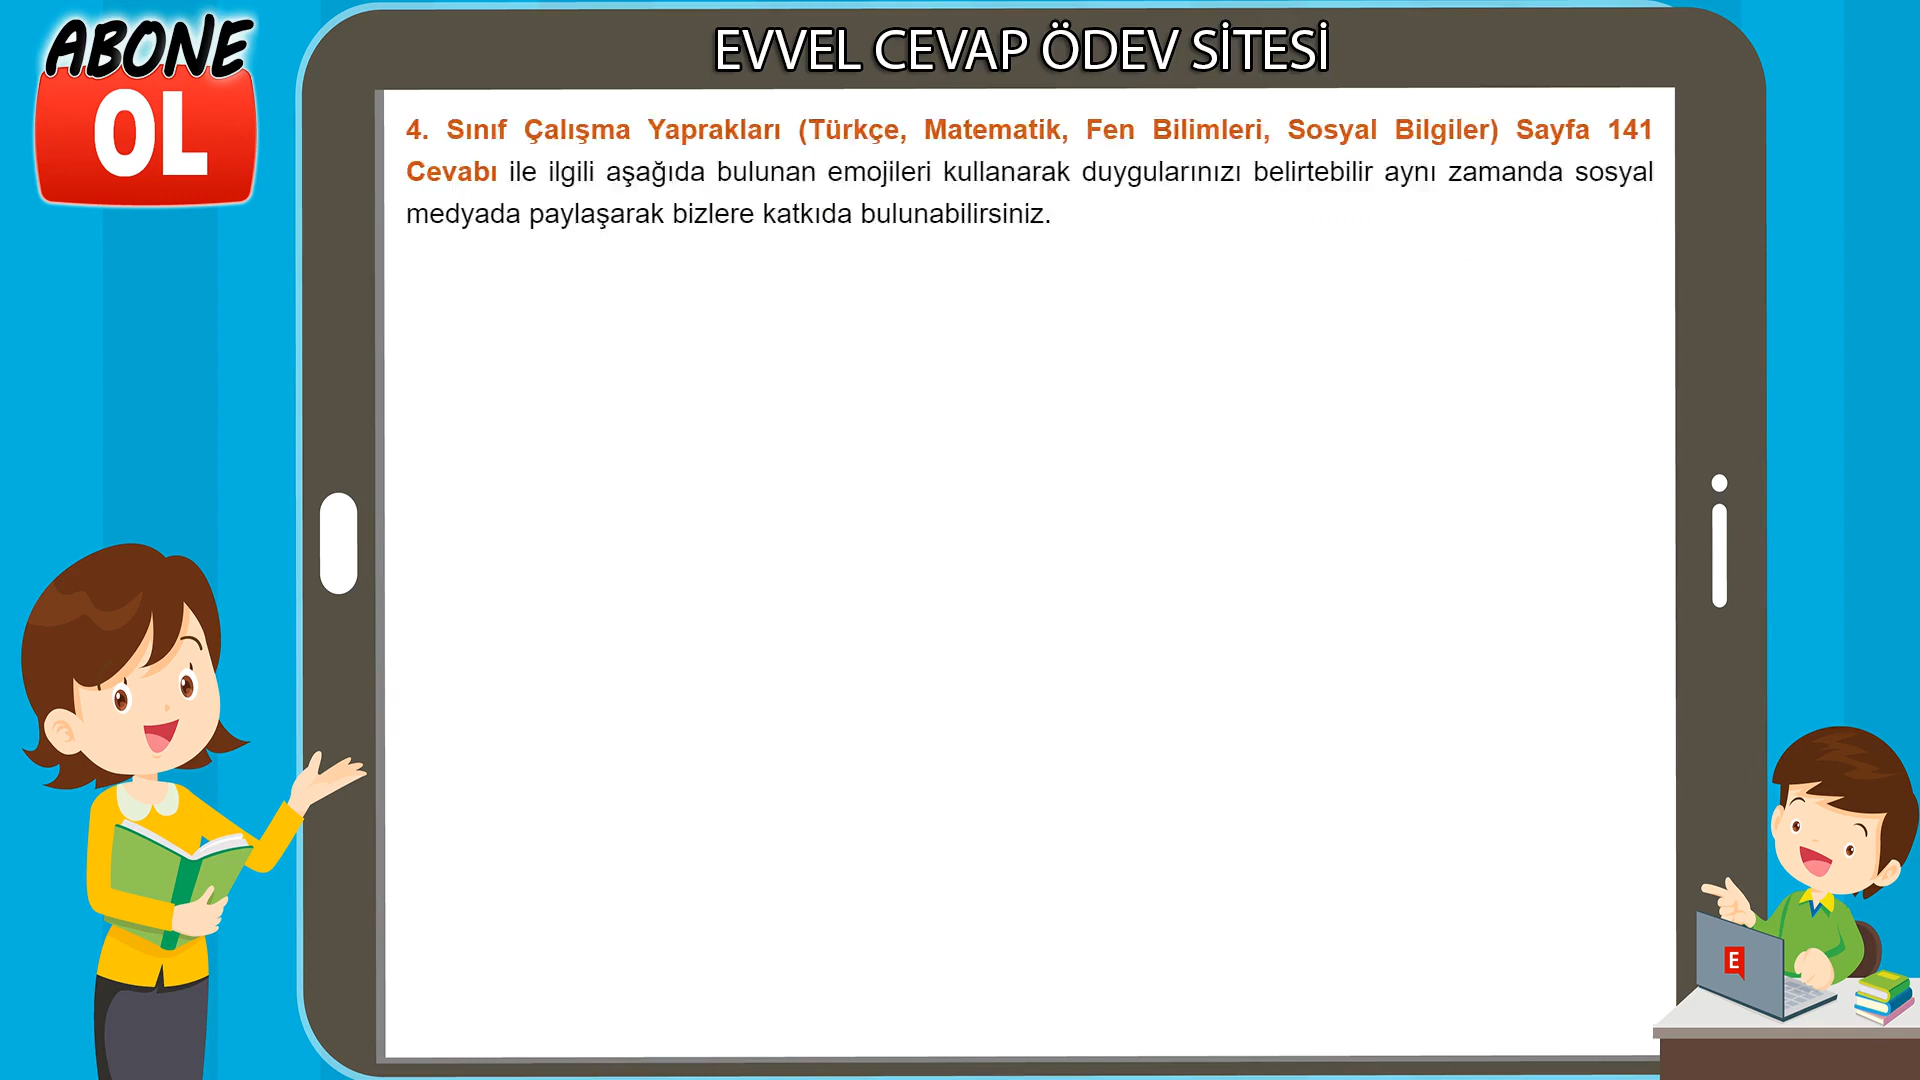 ABONE
OL
EVVEL CEVAP ÖDEV SİTESİ
4. Sınıf Çalışma Yaprakları (Türkçe, Matematik, Fen Bilimleri, Sosyal Bilgiler) Sayfa 141
Cevabı ile ilgili aşağıda bulunan emojileri kullanarak duygularınızı belirtebilir aynı zamanda sosyal
medyada paylaşarak bizlere katkıda bulunabilirsiniz.
E